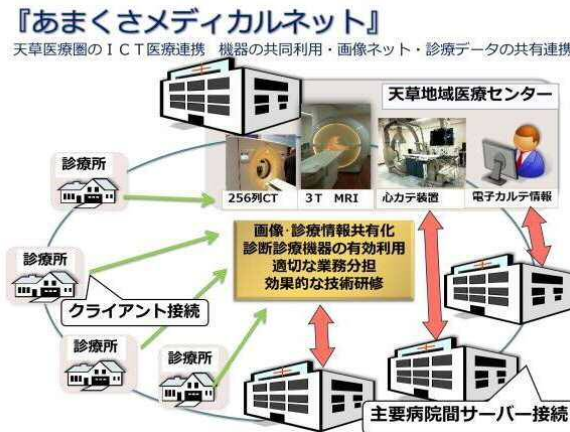 『あまくさメディカルネット』
天草医療圏のICT医療連携 機器の共同利用・画像ネット・診療データの共有連携
天草地域医療センター
診療所
256列CT
3T MRI
心カテ装置
電子カルテ情報
画像・診療情報共有化
診断診療機器の有効利用
適切な業務分担
効果的な技術研修
診療所
クライアント接続
診療所
診療所
主要病院間サーバー接続